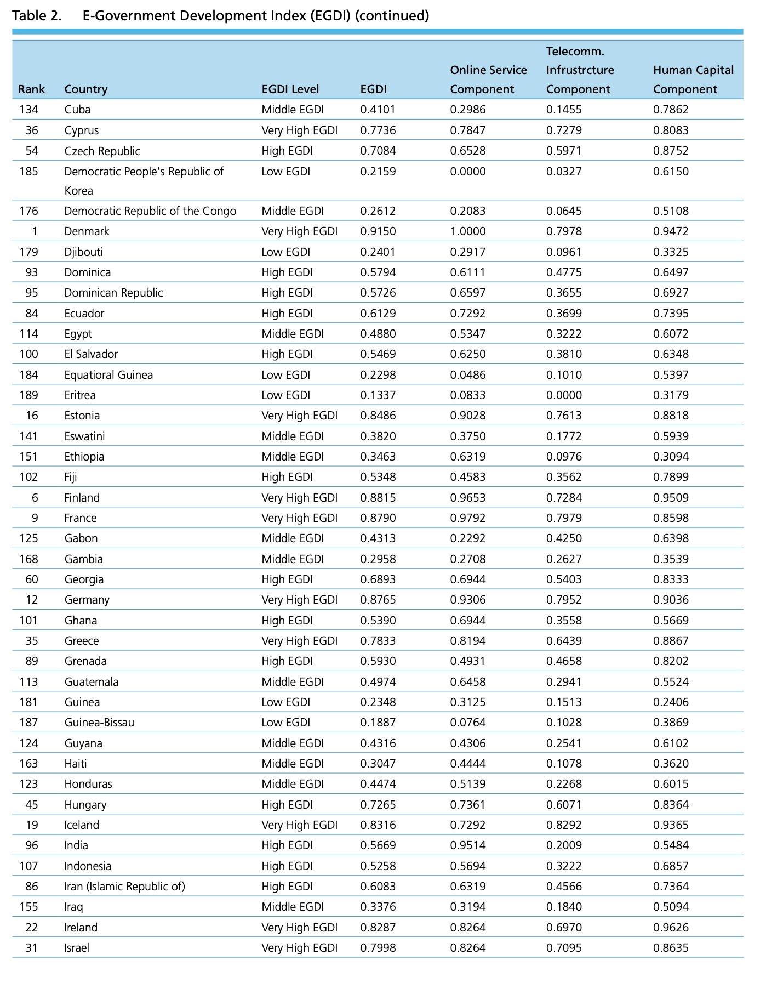 Table 2. E-Government Development Index (EGDI) (continued)
Telecomm.
Online Service Infrustrcture Human Capital
Rank Country EGDI Level EGDI Component Component Component
134 Cuba Middle EGDI 0.4101 0.2986 0.1455 0.7862
36 Cyprus Very High EGDI 0.7736 0.7847 0.7279 0.8083
54 Czech Republic High EGDI 0.7084 0.6528 0.5971 0.8752
185 Democratic People's Republic of Low EGDI 0.2159 0.0000 0.0327 0.6150
Korea
176 Democratic Republic of the Congo Middle EGDI 0.2612 0.2083 0.0645 0.5108
1 Denmark Very High EGDI 0.9150 1.0000 0.7978 0.9472
179 Djibouti Low EGDI 0.2401 0.2917 0.0961 0.3325
93 Dominica High EGDI 0.5794 0.6111 0.4775 0.6497
95 Dominican Republic High EGDI 0.5726 0.6597 0.3655 0.6927
84 Ecuador High EGDI 0.6129 0.7292 0.3699 0.7395
114 Egypt Middle EGDI 0.4880 0.5347 0.3222 0.6072
100 El Salvador High EGDI 0.5469 0.6250 0.3810 0.6348
184 Equatioral Guinea Low EGDI 0.2298 0.0486 0.1010 0.5397
189 Eritrea Low EGDI 0.1337 0.0833 0.0000 0.3179
16 Estonia Very High EGDI 0.8486 0.9028 0.7613 0.8818
141 Eswatini Middle EGDI 0.3820 0.3750 0.1772 0.5939
151 Ethiopia Middle EGDI 0.3463 0.6319 0.0976 0.3094
102 Fiji High EGDI 0.5348 0.4583 0.3562 0.7899
6 Finland Very High EGDI 0.8815 0.9653 0.7284 0.9509
9 France Very High EGDI 0.8790 0.9792 0.7979 0.8598
125 Gabon Middle EGDI 0.4313 0.2292 0.4250 0.6398
168 Gambia Middle EGDI 0.2958 0.2708 0.2627 0.3539
60 Georgia High EGDI 0.6893 0.6944 0.5403 0.8333
12 Germany Very High EGDI 0.8765 0.9306 0.7952 0.9036
101 Ghana High EGDI 0.5390 0.6944 0.3558 0.5669
35 Greece Very High EGDI 0.7833 0.8194 0.6439 0.8867
89 Grenada High EGDI 0.5930 0.4931 0.4658 0.8202
113 Guatemala Middle EGDI 0.4974 0.6458 0.2941 0.5524
181 Guinea Low EGDI 0.2348 0.3125 0.1513 0.2406
187 Guinea-Bissau Low EGDI 0.1887 0.0764 0.1028 0.3869
124 Guyana Middle EGDI 0.4316 0.4306 0.2541 0.6102
163 Haiti Middle EGDI 0.3047 0.4444 0.1078 0.3620
123 Honduras Middle EGDI 0.4474 0.5139 0.2268 0.6015
45 Hungary High EGDI 0.7265 0.7361 0.6071 0.8364
19 Iceland Very High EGDI 0.8316 0.7292 0.8292 0.9365
96 India High EGDI 0.5669 0.9514 0.2009 0.5484
107 Indonesia High EGDI 0.5258 0.5694 0.3222 0.6857
86 Iran (Islamic Republic of) High EGDI 0.6083 0.6319 0.4566 0.7364
155 Iraq Middle EGDI 0.3376 0.3194 0.1840 0.5094
22 Ireland Very High EGDI 0.8287 0.8264 0.6970 0.9626
31 Israel Very High EGDI 0.7998 0.8264 0.7095 0.8635